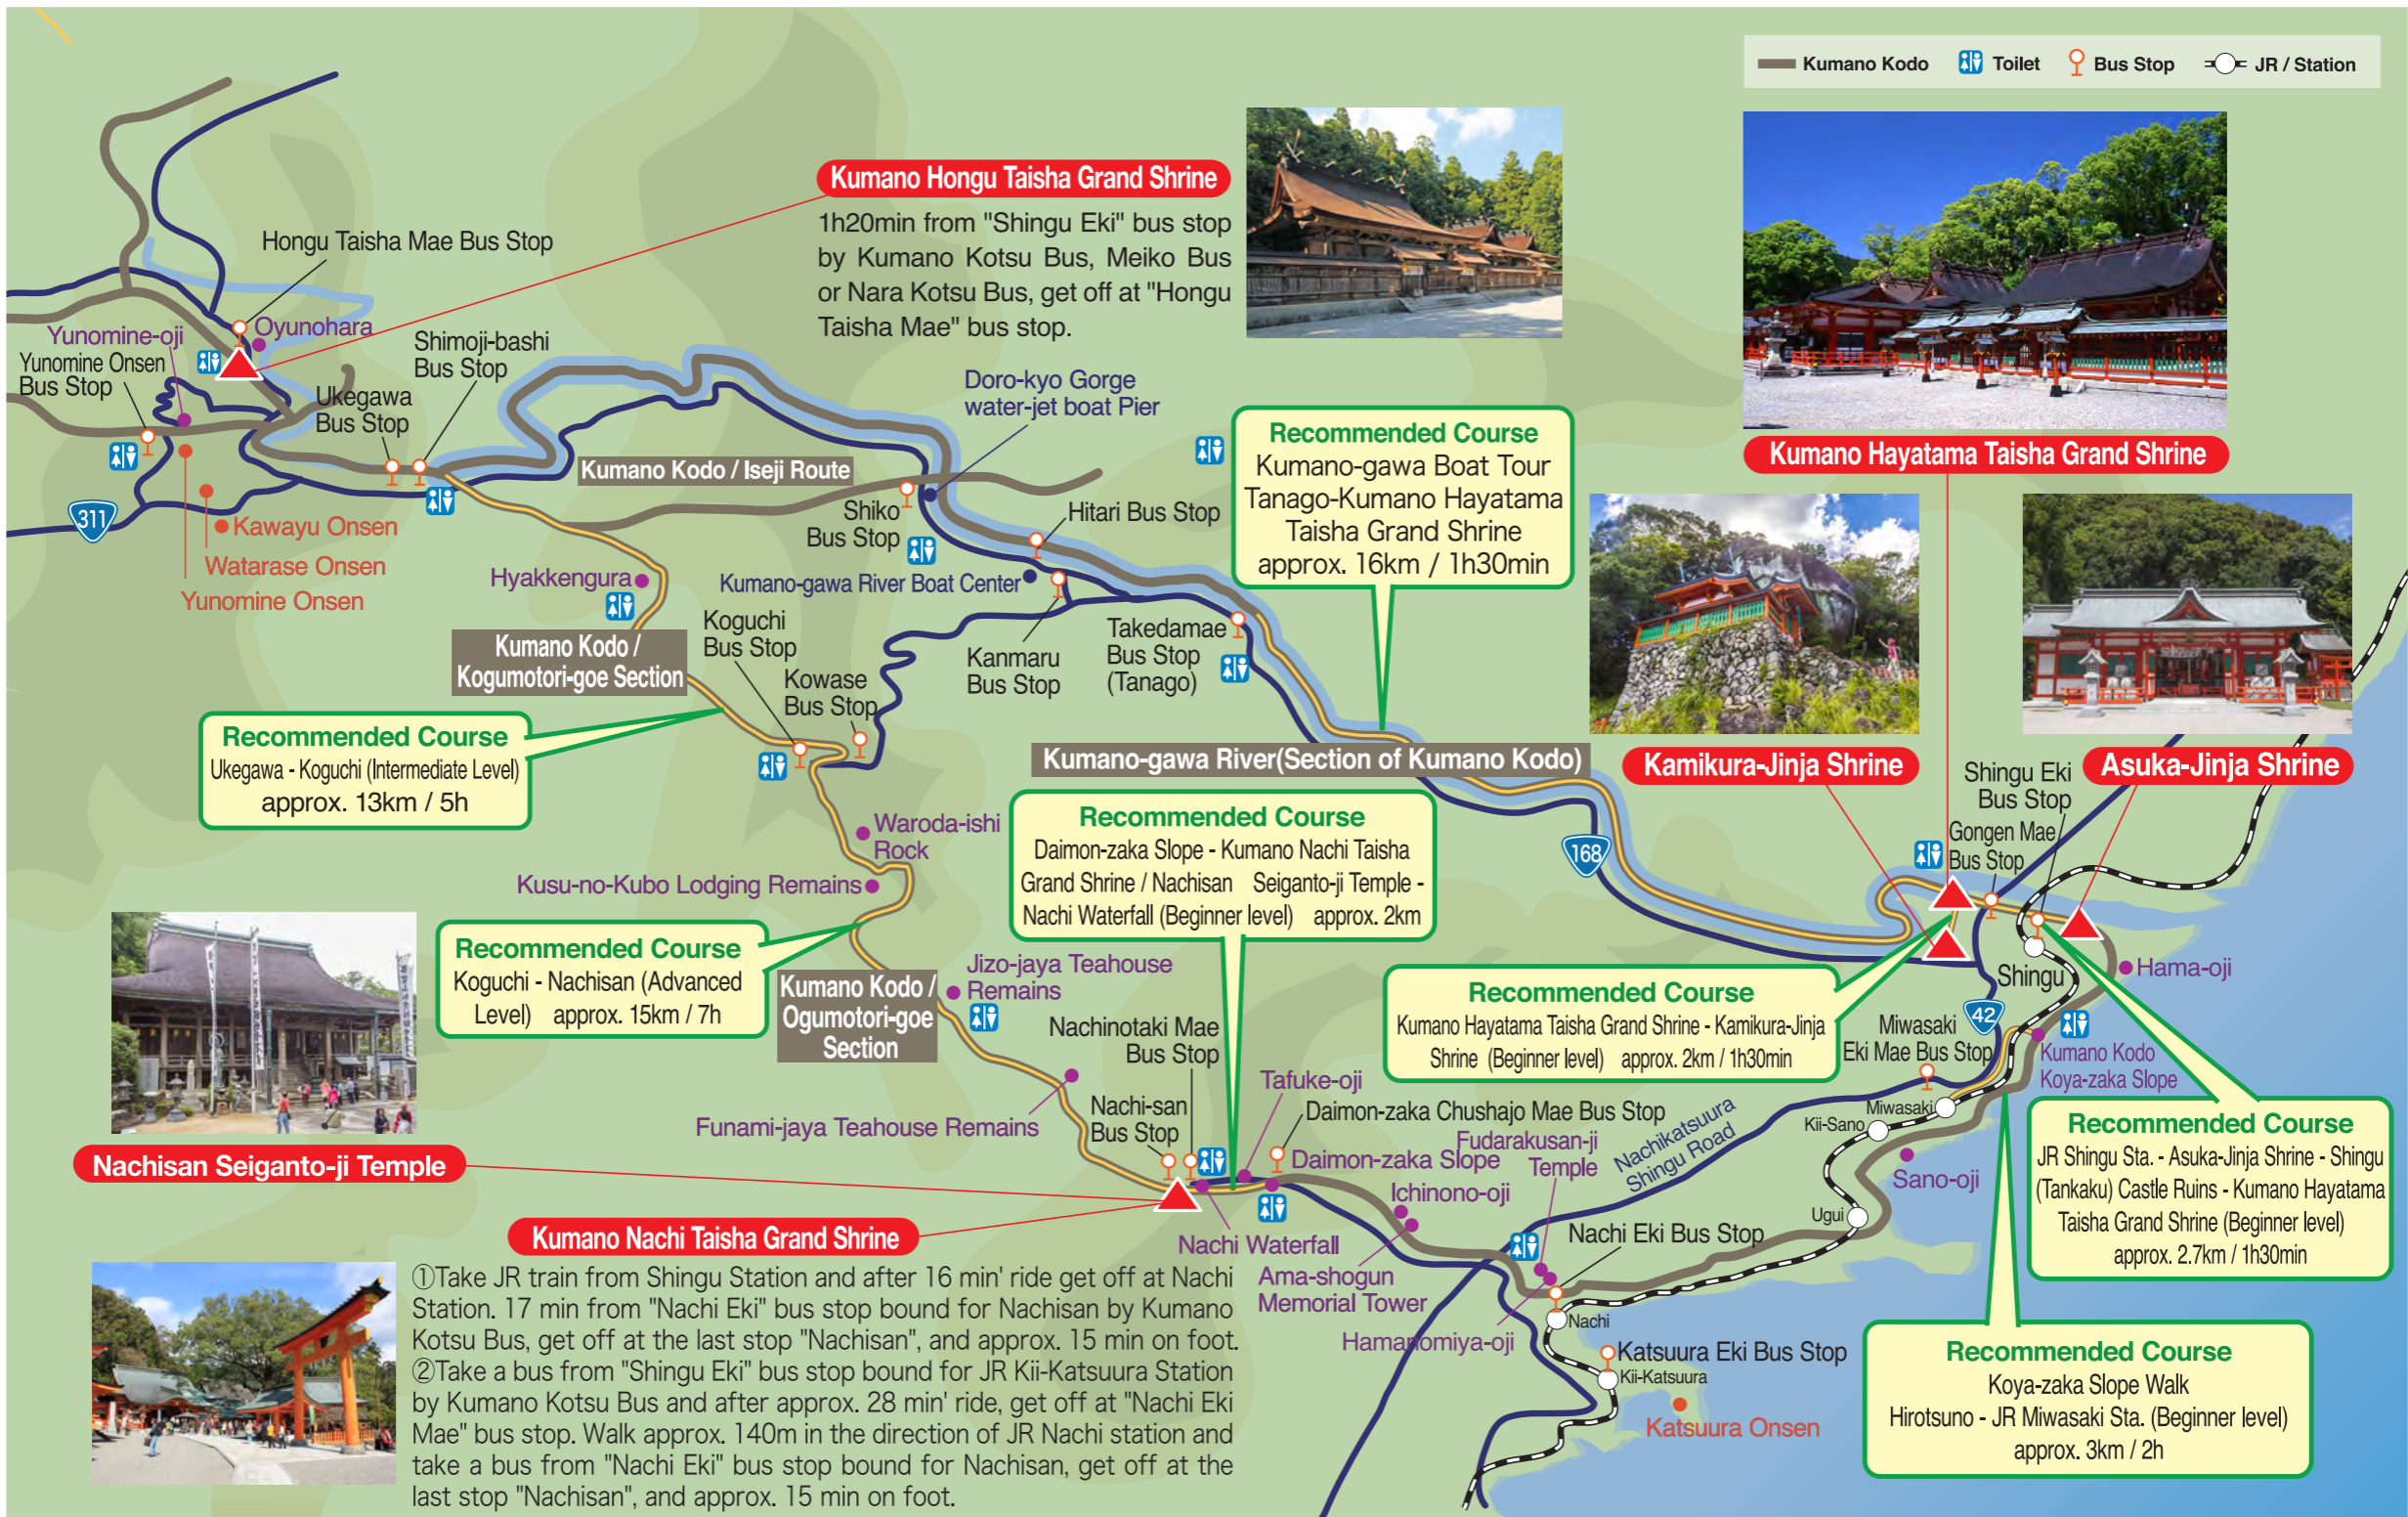 Kumano Kodo
Toilet
Bus Stop
JR / Station
Kumano Hongu Taisha Grand Shrine
1h20min from "Shingu Eki" bus stop
by Kumano Kotsu Bus, Meiko Bus
or Nara Kotsu Bus, get off at "Hongu
Taisha Mae" bus stop.
Hongu Taisha Mae Bus Stop
Oyunohara
Yunomine-oji
Yunomine Onsen
Bus Stop
Shimoji-bashi
Bus Stop
Ukegawa
Bus Stop
311
Kawayu Onsen
Watarase Onsen
Yunomine Onsen
Kumano Kodo / Iseji Route
Doro-kyo Gorge
water-jet boat Pier
Shiko
Bus Stop
Hitari Bus Stop
Recommended Course
Kumano-gawa Boat Tour
Tanago-Kumano Hayatama
Taisha Grand Shrine
approx. 16km / 1h30min
Kumano Hayatama Taisha Grand Shrine
Hyakkengura
Kumano-gawa River Boat Center
Kumano Kodo /
Kogumotori-goe Section
Koguchi
Bus Stop
Kowase
Bus Stop
Kanmaru
Bus Stop
Takedamae
Bus Stop
(Tanago)
Recommended Course
Ukegawa - Koguchi (Intermediate Level)
approx. 13km / 5h
Kumano-gawa River(Section of Kumano Kodo)
Kamikura-Jinja Shrine
Shingu Eki
Bus Stop
Asuka-Jinja Shrine
Gongen Mae
Bus Stop
168
Waroda-ishi
Rock
Kusu-no-Kubo Lodging Remains
Recommended Course
Daimon-zaka Slope - Kumano Nachi Taisha
Grand Shrine / Nachisan Seiganto-ji Temple -
Nachi Waterfall (Beginner level) approx. 2km
Recommended Course
Koguchi - Nachisan (Advanced
Level) approx. 15km / 7h
Kumano Kodo /
Ogumotori-goe
Section
Jizo-jaya Teahouse
Remains
Recommended Course
Kumano Hayatama Taisha Grand Shrine - Kamikura-Jinja
Shrine (Beginner level) approx. 2km / 1h30min
Shingu
Hama-oji
42
Miwasaki
Eki Mae Bus Stop
Kumano Kodo
Koya-zaka Slope
Nachinotaki Mae
Bus Stop
Funami-jaya Teahouse Remains
Nachi-san
Bus Stop
Tafuke-oji
Daimon-zaka Chushajo Mae Bus Stop
Daimon-zaka Slope
Fudarakusan-ji
Temple
Nachikatsuura
Shingu Road
Miwasaki
Kii-Sano
Sano-oji
Ugui
Recommended Course
JR Shingu Sta. - Asuka-Jinja Shrine - Shingu
(Tankaku) Castle Ruins - Kumano Hayatama
Taisha Grand Shrine (Beginner level)
approx. 2.7km / 1h30min
Nachisan Seiganto-ji Temple
Kumano Nachi Taisha Grand Shrine
Ichinono-oji
Nachi Waterfall
Ama-shogun
Memorial Tower
Nachi Eki Bus Stop
Hamanomiya-oji
Nachi
Katsuura Eki Bus Stop
Kii-Katsuura
Katsuura Onsen
①Take JR train from Shingu Station and after 16 min' ride get off at Nachi
Station. 17 min from "Nachi Eki" bus stop bound for Nachisan by Kumano
Kotsu Bus, get off at the last stop "Nachisan", and approx. 15 min on foot.
②Take a bus from "Shingu Eki" bus stop bound for JR Kii-Katsuura Station
by Kumano Kotsu Bus and after approx. 28 min' ride, get off at "Nachi Eki
Mae" bus stop. Walk approx. 140m in the direction of JR Nachi station and
take a bus from "Nachi Eki" bus stop bound for Nachisan, get off at the
last stop "Nachisan", and approx. 15 min on foot.
Recommended Course
Koya-zaka Slope Walk
Hirotsuno - JR Miwasaki Sta. (Beginner level)
approx. 3km / 2h